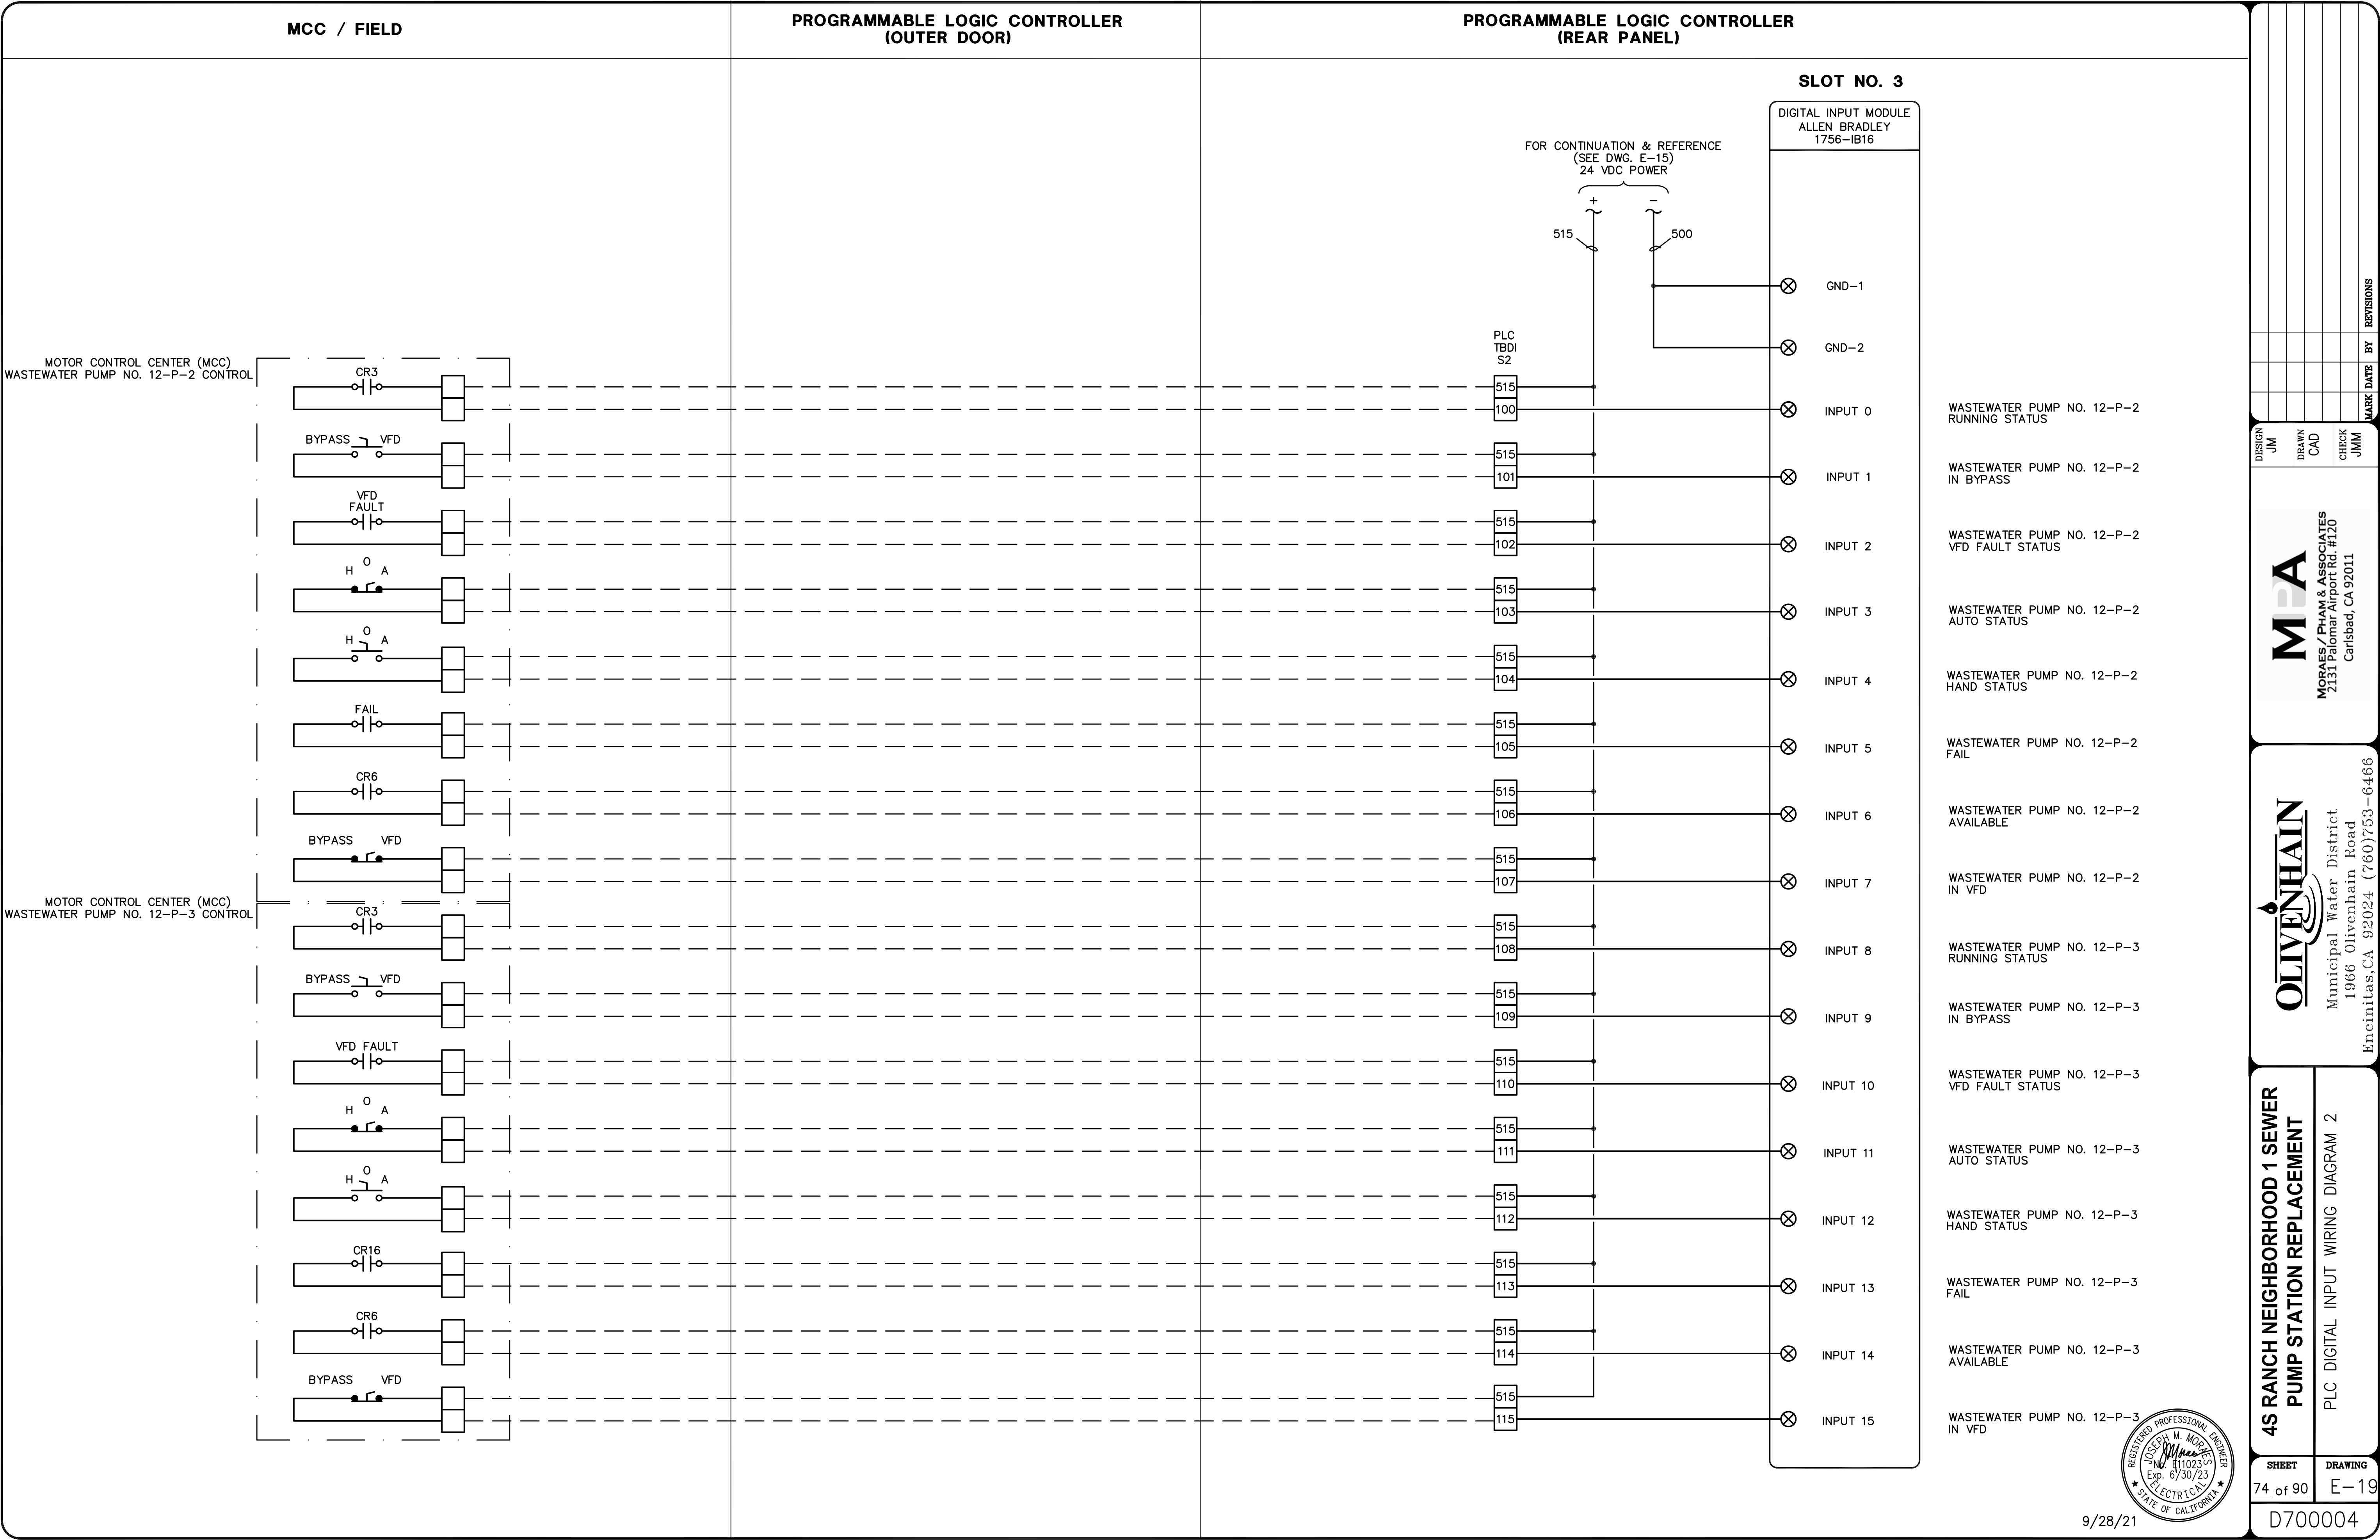 MCC / FIELD
PROGRAMMABLE LOGIC CONTROLLER
(OUTER DOOR)
PROGRAMMABLE LOGIC CONTROLLER
(REAR PANEL)
SLOT NO. 3
DIGITAL INPUT MODULE
ALLEN BRADLEY
1756-IB16
FOR CONTINUATION & REFERENCE
(SEE DWG. E-15)
24 VDC POWER
+ -
515 500
GND-1
GND-2
PLC
TBDI
S2
MOTOR CONTROL CENTER (MCC)
WASTEWATER PUMP NO. 12-P-2 CONTROL
CR3
515
100
INPUT 0
WASTEWATER PUMP NO. 12-P-2
RUNNING STATUS
BYPASS VFD
515
101
INPUT 1
WASTEWATER PUMP NO. 12-P-2
IN BYPASS
VFD
FAULT
515
102
INPUT 2
WASTEWATER PUMP NO. 12-P-2
VFD FAULT STATUS
H O A
515
103
INPUT 3
WASTEWATER PUMP NO. 12-P-2
AUTO STATUS
H O A
515
104
INPUT 4
WASTEWATER PUMP NO. 12-P-2
HAND STATUS
FAIL
515
105
INPUT 5
WASTEWATER PUMP NO. 12-P-2
FAIL
CR6
515
106
INPUT 6
WASTEWATER PUMP NO. 12-P-2
AVAILABLE
BYPASS VFD
515
107
INPUT 7
WASTEWATER PUMP NO. 12-P-2
IN VFD
MOTOR CONTROL CENTER (MCC)
WASTEWATER PUMP NO. 12-P-3 CONTROL
CR3
515
108
INPUT 8
WASTEWATER PUMP NO. 12-P-3
RUNNING STATUS
BYPASS VFD
515
109
INPUT 9
WASTEWATER PUMP NO. 12-P-3
IN BYPASS
VFD FAULT
515
110
INPUT 10
WASTEWATER PUMP NO. 12-P-3
VFD FAULT STATUS
H O A
515
111
INPUT 11
WASTEWATER PUMP NO. 12-P-3
AUTO STATUS
H O A
515
112
INPUT 12
WASTEWATER PUMP NO. 12-P-3
HAND STATUS
CR16
515
113
INPUT 13
WASTEWATER PUMP NO. 12-P-3
FAIL
CR6
515
114
INPUT 14
WASTEWATER PUMP NO. 12-P-3
AVAILABLE
BYPASS VFD
515
115
INPUT 15
WASTEWATER PUMP NO. 12-P-3
IN VFD
REGISTERED PROFESSIONAL ENGINEER
JOSEPH M. MORAES
No. E11023
Exp. 6/30/23
ELECTRICAL
STATE OF CALIFORNIA
9/28/21
MARK DATE BY REVISIONS
DESIGN
JM
DRAWN
CAD
CHECK
JMM
MPA
MORAES / PHAM & ASSOCIATES
2131 Palomar Airport Rd. #120
Carlsbad, CA 92011
OLIVENHAIN
Municipal Water District
1966 Olivenhain Road
Encinitas,CA 92024 (760)753-6466
4S RANCH NEIGHBORHOOD 1 SEWER
PUMP STATION REPLACEMENT
PLC DIGITAL INPUT WIRING DIAGRAM 2
SHEET
74 of 90
DRAWING
E-19
D700004